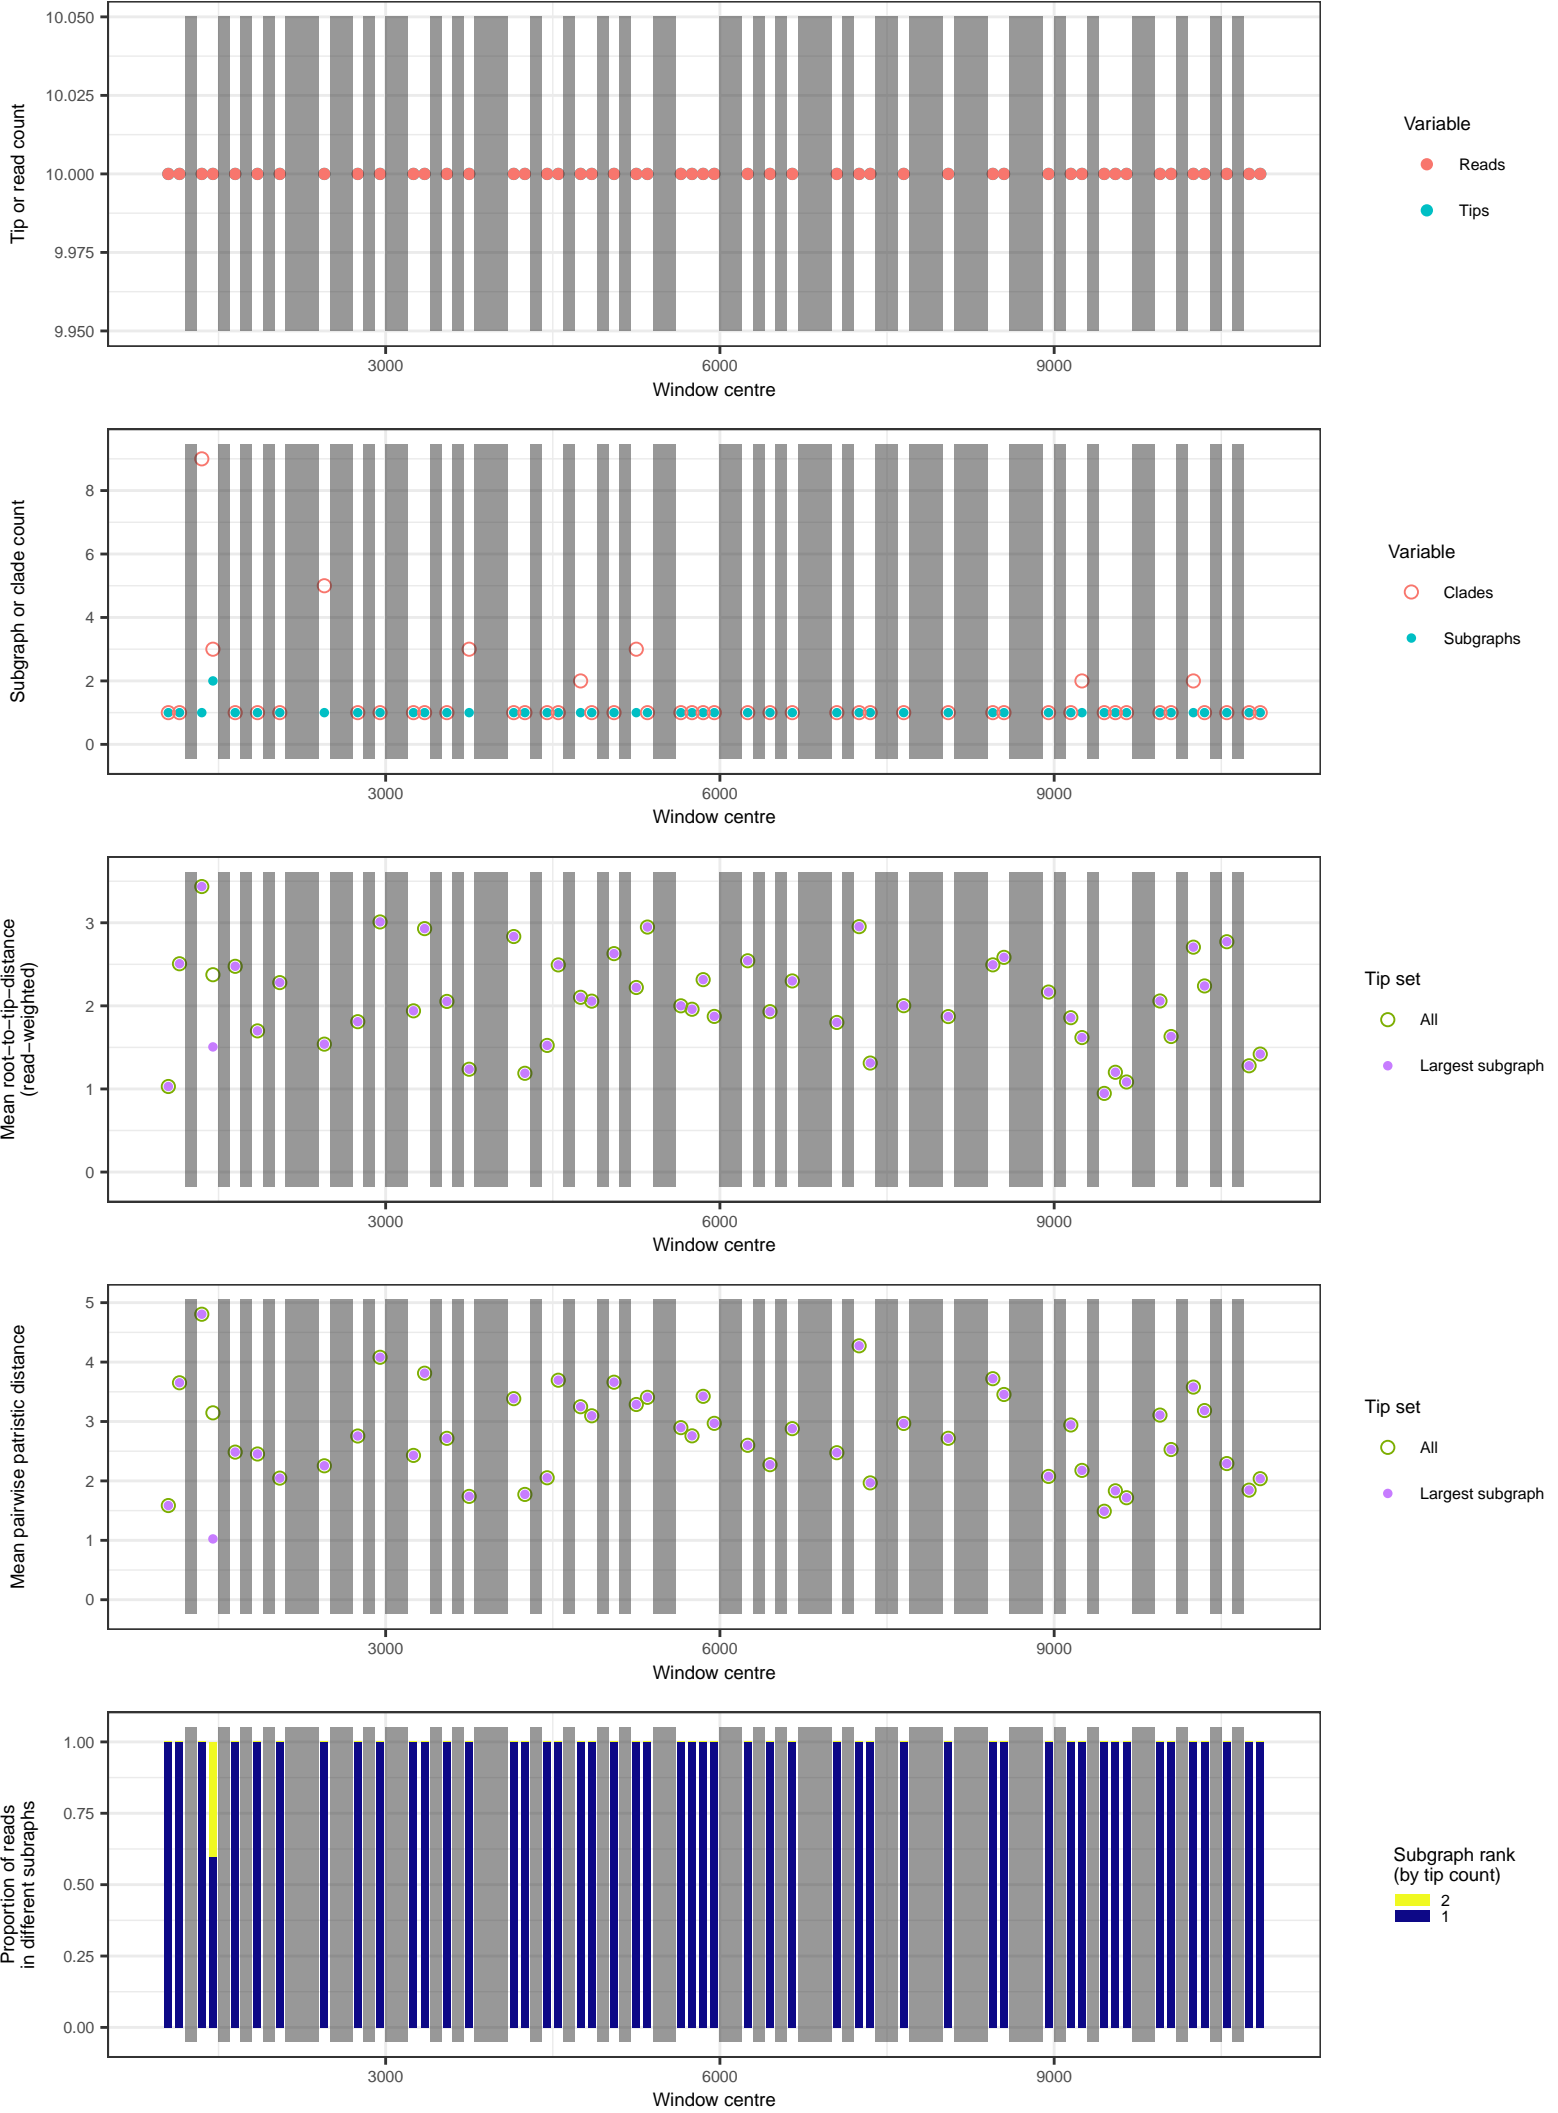 10.050
10.025
10.000
9.975
9.950
Tip or read count
3000
6000
9000
Window centre
Variable
Reads
Tips
8
6
4
2
0
Subgraph or clade count
3000
6000
9000
Window centre
Variable
Clades
Subgraphs
3
2
1
0
Mean root−to−tip−distance
(read−weighted)
3000
6000
9000
Window centre
Tip set
All
Largest subgraph
5
4
3
2
1
0
Mean pairwise patristic distance
3000
6000
9000
Window centre
Tip set
All
Largest subgraph
1.00
0.75
0.50
0.25
0.00
Proportion of reads
in different subraphs
3000
6000
9000
Window centre
Subgraph rank
(by tip count)
2
1